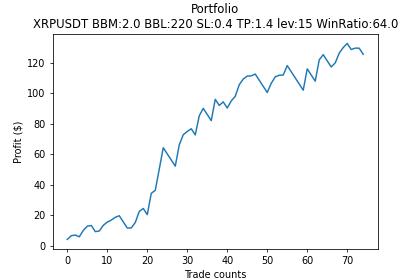 Portfolio
XRPUSDT BBM:2.0 BBL:220 SL:0.4 TP:1.4 lev:15 WinRatio:64.0
120
100
80
60
40
20
0
Profit ($)
0 10 20 30 40 50 60 70
Trade counts